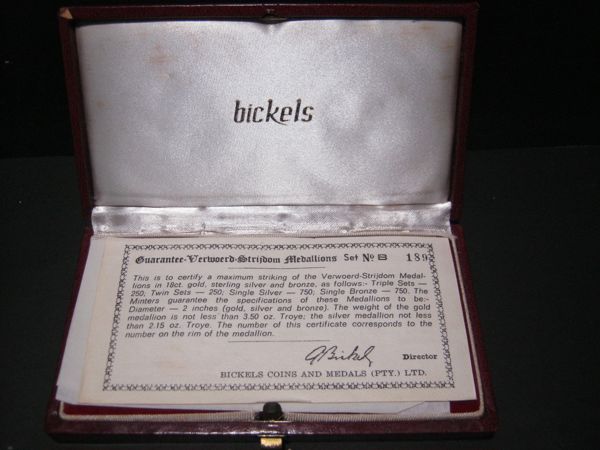 bickels
Guarantee-Verwoerd-Strijdom Medallions Set No B 189
This is to certify a maximum striking of the Verwoerd-Strijdom Medal-
lions in 18ct. gold, sterling silver and bronze, as follows:- Triple Sets —
250; Twin Sets — 250; Single Silver — 750; Single Bronze — 750. The
Minters guarantee the specifications of these Medallions to be:-
Diameter — 2 inches (gold, silver and bronze). The weight of the gold
medallion is not less than 3.50 oz. Troye; the silver medallion not less
than 2.15 oz. Troye. The number of this certificate corresponds to the
number on the rim of the medallion.
GBickel Director
BICKELS COINS AND MEDALS (PTY.) LTD.